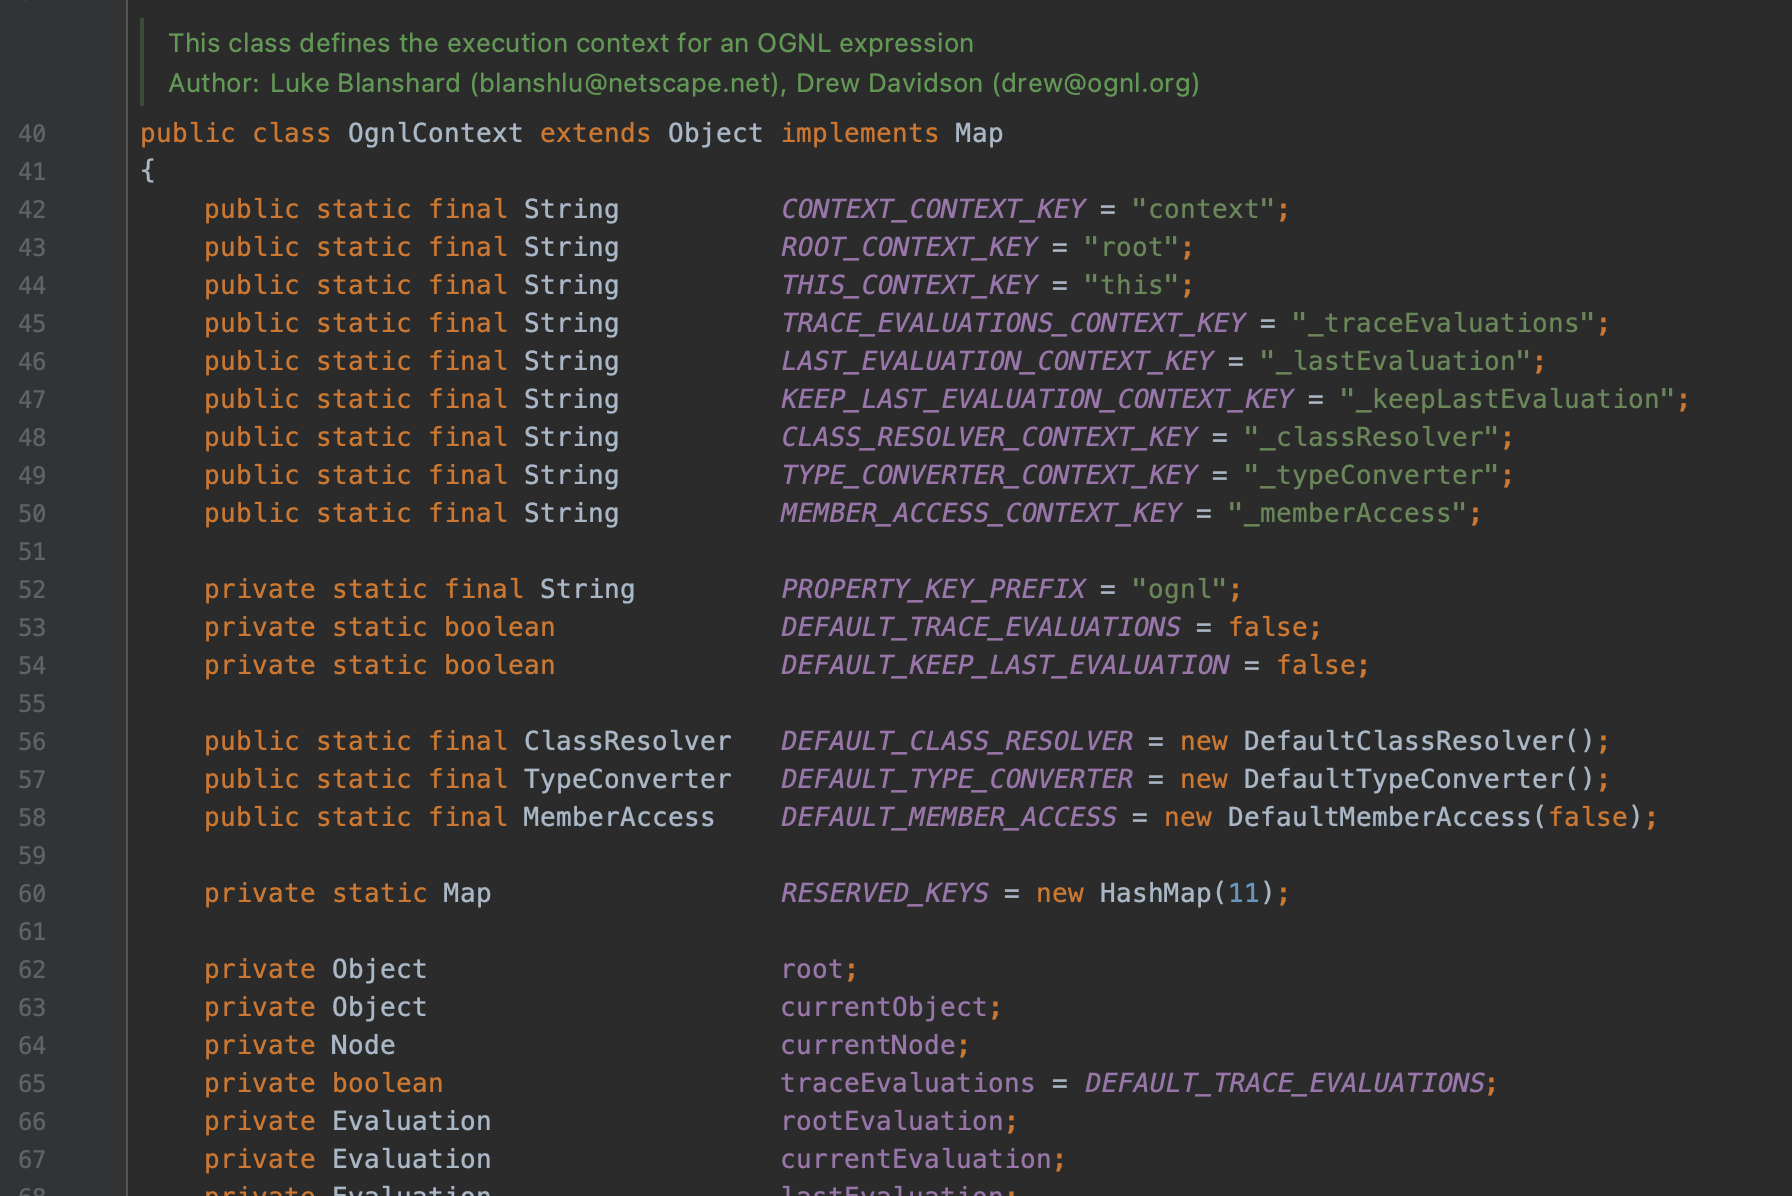 This class defines the execution context for an OGNL expression
Author: Luke Blanshard (blanshlu@netscape.net), Drew Davidson (drew@ognl.org)
40 public class OgnlContext extends Object implements Map
41 {
42 public static final String CONTEXT_CONTEXT_KEY = "context";
43 public static final String ROOT_CONTEXT_KEY = "root";
44 public static final String THIS_CONTEXT_KEY = "this";
45 public static final String TRACE_EVALUATIONS_CONTEXT_KEY = "_traceEvaluations";
46 public static final String LAST_EVALUATION_CONTEXT_KEY = "_lastEvaluation";
47 public static final String KEEP_LAST_EVALUATION_CONTEXT_KEY = "_keepLastEvaluation";
48 public static final String CLASS_RESOLVER_CONTEXT_KEY = "_classResolver";
49 public static final String TYPE_CONVERTER_CONTEXT_KEY = "_typeConverter";
50 public static final String MEMBER_ACCESS_CONTEXT_KEY = "_memberAccess";
51
52 private static final String PROPERTY_KEY_PREFIX = "ognl";
53 private static boolean DEFAULT_TRACE_EVALUATIONS = false;
54 private static boolean DEFAULT_KEEP_LAST_EVALUATION = false;
55
56 public static final ClassResolver DEFAULT_CLASS_RESOLVER = new DefaultClassResolver();
57 public static final TypeConverter DEFAULT_TYPE_CONVERTER = new DefaultTypeConverter();
58 public static final MemberAccess DEFAULT_MEMBER_ACCESS = new DefaultMemberAccess(false);
59
60 private static Map RESERVED_KEYS = new HashMap(11);
61
62 private Object root;
63 private Object currentObject;
64 private Node currentNode;
65 private boolean traceEvaluations = DEFAULT_TRACE_EVALUATIONS;
66 private Evaluation rootEvaluation;
67 private Evaluation currentEvaluation;
68 private Evaluation lastEvaluation;